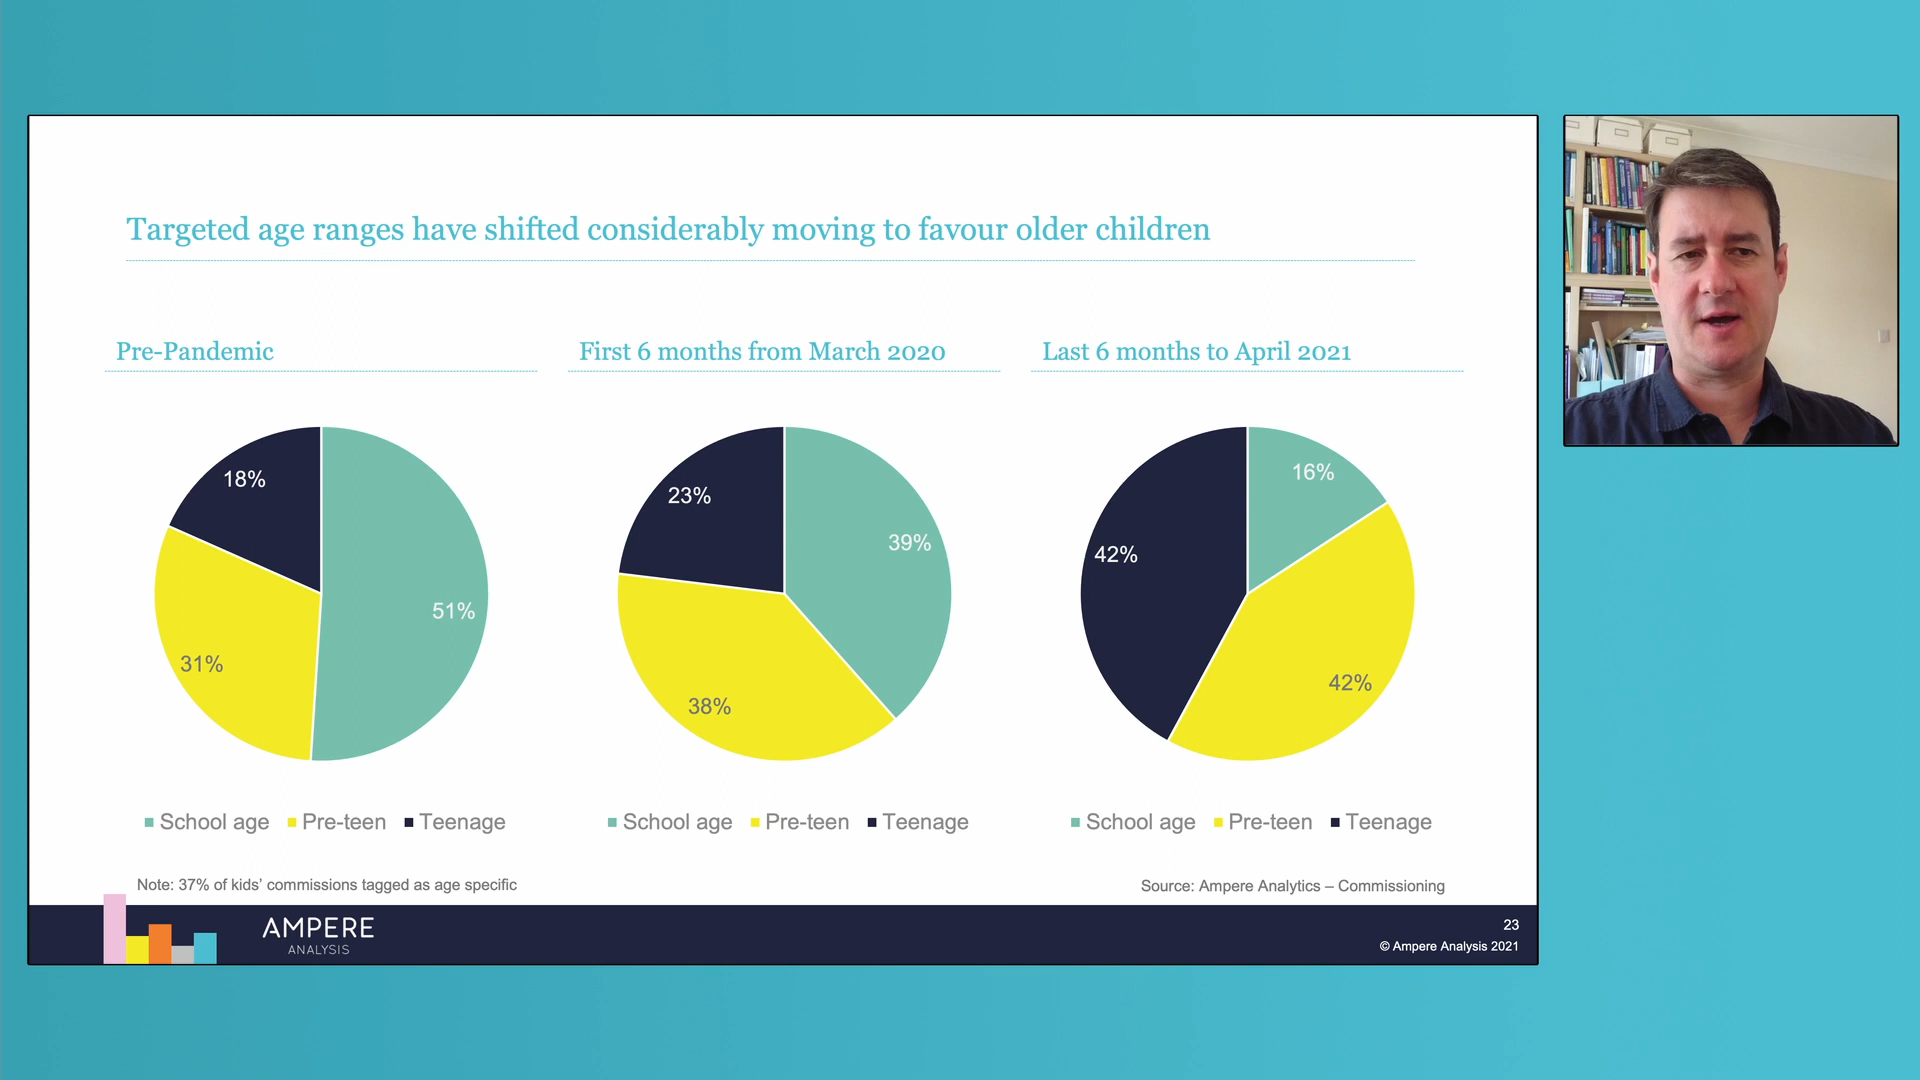 Targeted age ranges have shifted considerably moving to favour older children
Pre-Pandemic
18%
51%
31%
School age Pre-teen Teenage
First 6 months from March 2020
23%
39%
38%
School age Pre-teen Teenage
Last 6 months to April 2021
16%
42%
42%
School age Pre-teen Teenage
Note: 37% of kids’ commissions tagged as age specific
Source: Ampere Analytics – Commissioning
AMPERE
ANALYSIS
23
© Ampere Analysis 2021